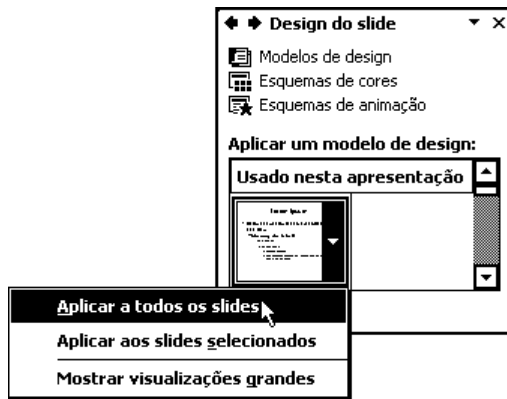 Design do slide
Modelos de design
Esquemas de cores
Esquemas de animação
Aplicar um modelo de design:
Usado nesta apresentação
Aplicar a todos os slides
Aplicar aos slides selecionados
Mostrar visualizações grandes